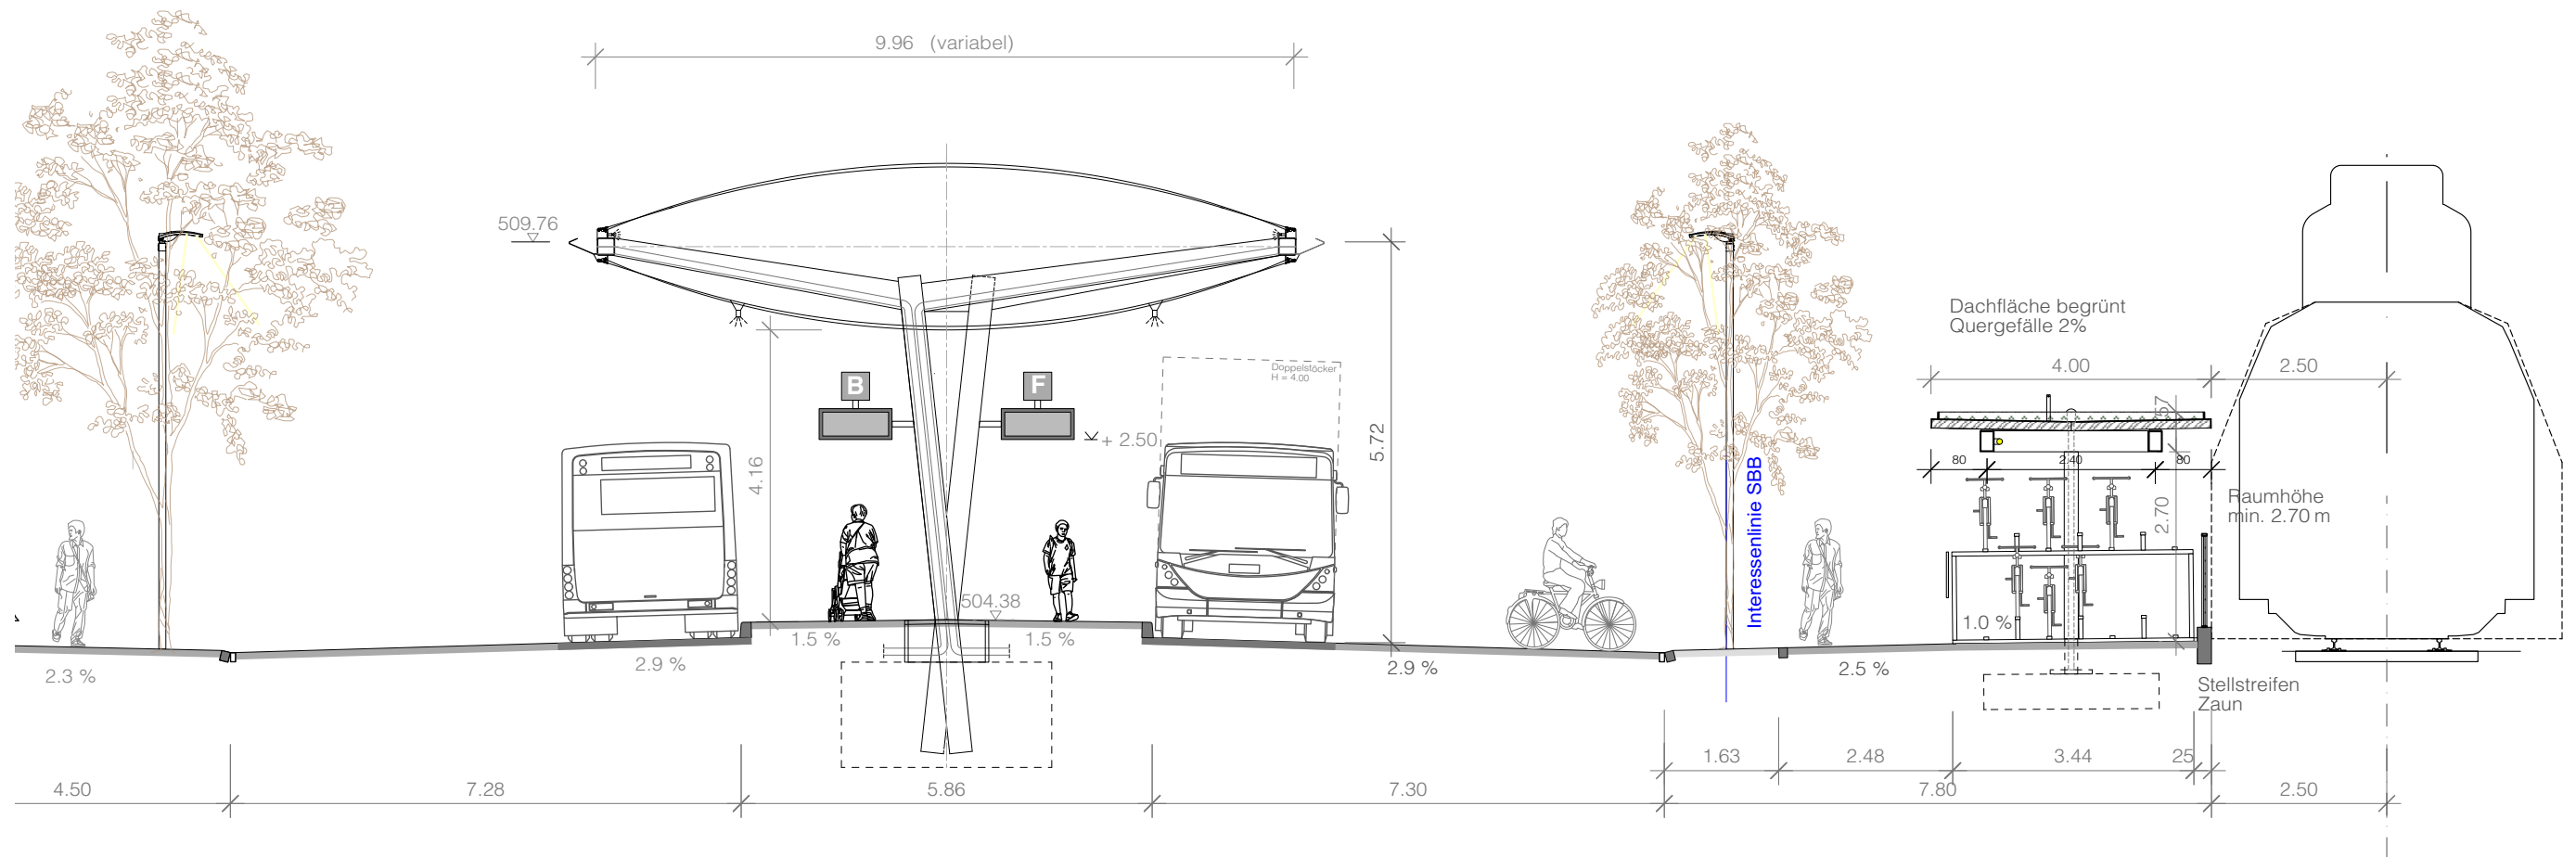 9.96 (variabel)
509.76
Dachfläche begrünt
Quergefälle 2%
4.00
2.50
Doppelstöcker
H = 4.00
B
F
57
+ 2.50
5.72
4.16
80
2.40
80
Interessenlinie SBB
Raumhöhe
min. 2.70 m
2.70
504.38
1.5 %
1.5 %
1.0 %
2.3 %
2.9 %
2.9 %
2.5 %
Stellstreifen
Zaun
1.63
2.48
3.44
25
4.50
7.28
5.86
7.30
7.80
2.50